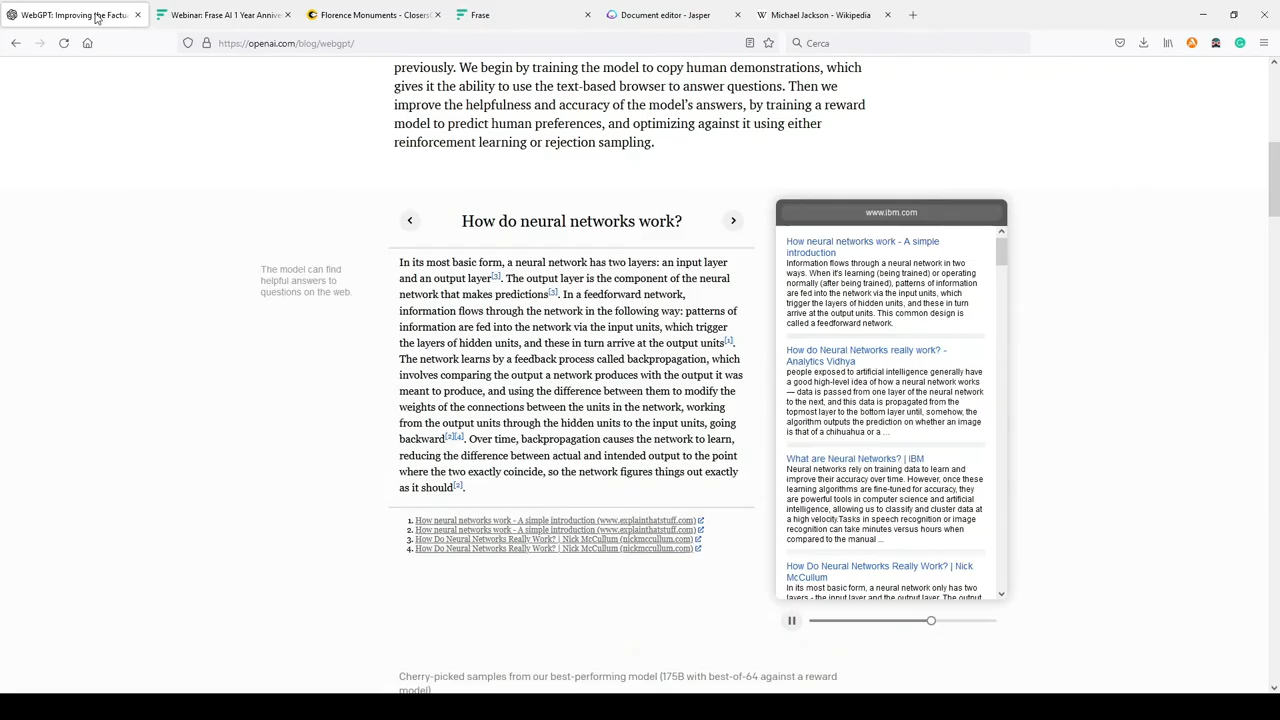 WebGPT: Improving the Factu
Webinar: Frase AI 1 Year Annive
Florence Monuments - ClosersC
Frase
Document editor - Jasper
Michael Jackson - Wikipedia
https://openai.com/blog/webgpt/
Cerca
previously. We begin by training the model to copy human demonstrations, which
gives it the ability to use the text-based browser to answer questions. Then we
improve the helpfulness and accuracy of the model's answers, by training a reward
model to predict human preferences, and optimizing against it using either
reinforcement learning or rejection sampling.
The model can find
helpful answers to
questions on the web.
How do neural networks work?
In its most basic form, a neural network has two layers: an input layer
and an output layer[3]. The output layer is the component of the neural
network that makes predictions[3]. In a feedforward network,
information flows through the network in the following way: patterns of
information are fed into the network via the input units, which trigger
the layers of hidden units, and these in turn arrive at the output units[1].
The network learns by a feedback process called backpropagation, which
involves comparing the output a network produces with the output it was
meant to produce, and using the difference between them to modify the
weights of the connections between the units in the network, working
from the output units through the hidden units to the input units, going
backward[2][4]. Over time, backpropagation causes the network to learn,
reducing the difference between actual and intended output to the point
where the two exactly coincide, so the network figures things out exactly
as it should[2].
1. How neural networks work - A simple introduction (www.explainthatstuff.com)
2. How neural networks work - A simple introduction (www.explainthatstuff.com)
3. How Do Neural Networks Really Work? | Nick McCullum (nickmccullum.com)
4. How Do Neural Networks Really Work? | Nick McCullum (nickmccullum.com)
www.ibm.com
How neural networks work - A simple
introduction
Information flows through a neural network in two
ways. When it's learning (being trained) or operating
normally (after being trained), patterns of information
are fed into the network via the input units, which
trigger the layers of hidden units, and these in turn
arrive at the output units. This common design is
called a feedforward network.
How do Neural Networks really work? -
Analytics Vidhya
people exposed to artificial intelligence generally have
a good high-level idea of how a neural network works
— data is passed from one layer of the neural network
to the next, and this data is propagated from the
topmost layer to the bottom layer until, somehow, the
algorithm outputs the prediction on whether an image
is that of a chihuahua or a ...
What are Neural Networks? | IBM
Neural networks rely on training data to learn and
improve their accuracy over time. However, once these
learning algorithms are fine-tuned for accuracy, they
are powerful tools in computer science and artificial
intelligence, allowing us to classify and cluster data at
a high velocity.Tasks in speech recognition or image
recognition can take minutes versus hours when
compared to the manual ...
How Do Neural Networks Really Work? | Nick
McCullum
In its most basic form, a neural network only has two
layers - the input layer and the output layer. The output
Cherry-picked samples from our best-performing model (175B with best-of-64 against a reward
model)